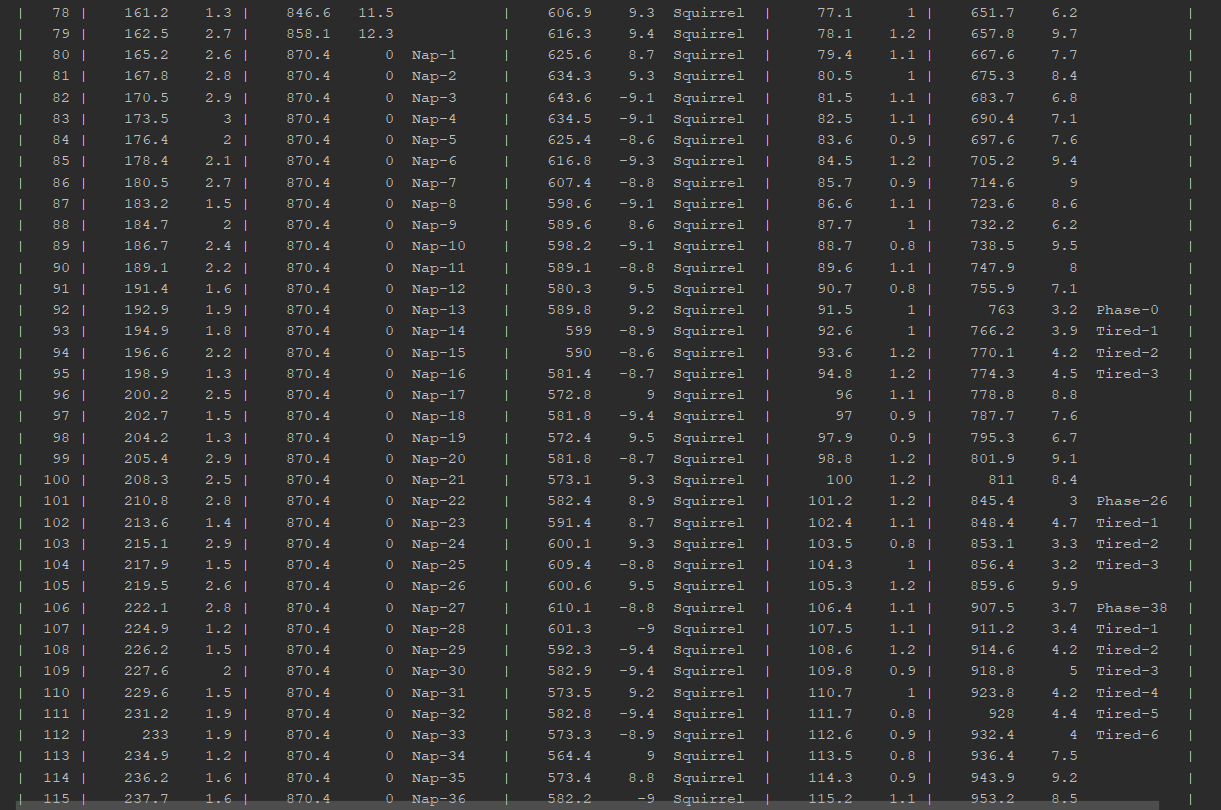 | 78 | 161.2 1.3 | 846.6 11.5 | 606.9 9.3 Squirrel | 77.1 1 | 651.7 6.2 |
| 79 | 162.5 2.7 | 858.1 12.3 | 616.3 9.4 Squirrel | 78.1 1.2 | 657.8 9.7 |
| 80 | 165.2 2.6 | 870.4 0 Nap-1 | 625.6 8.7 Squirrel | 79.4 1.1 | 667.6 7.7 |
| 81 | 167.8 2.8 | 870.4 0 Nap-2 | 634.3 9.3 Squirrel | 80.5 1 | 675.3 8.4 |
| 82 | 170.5 2.9 | 870.4 0 Nap-3 | 643.6 -9.1 Squirrel | 81.5 1.1 | 683.7 6.8 |
| 83 | 173.5 3 | 870.4 0 Nap-4 | 634.5 -9.1 Squirrel | 82.5 1.1 | 690.4 7.1 |
| 84 | 176.4 2 | 870.4 0 Nap-5 | 625.4 -8.6 Squirrel | 83.6 0.9 | 697.6 7.6 |
| 85 | 178.4 2.1 | 870.4 0 Nap-6 | 616.8 -9.3 Squirrel | 84.5 1.2 | 705.2 9.4 |
| 86 | 180.5 2.7 | 870.4 0 Nap-7 | 607.4 -8.8 Squirrel | 85.7 0.9 | 714.6 9 |
| 87 | 183.2 1.5 | 870.4 0 Nap-8 | 598.6 -9.1 Squirrel | 86.6 1.1 | 723.6 8.6 |
| 88 | 184.7 2 | 870.4 0 Nap-9 | 589.6 8.6 Squirrel | 87.7 1 | 732.2 6.2 |
| 89 | 186.7 2.4 | 870.4 0 Nap-10 | 598.2 -9.1 Squirrel | 88.7 0.8 | 738.5 9.5 |
| 90 | 189.1 2.2 | 870.4 0 Nap-11 | 589.1 -8.8 Squirrel | 89.6 1.1 | 747.9 8 |
| 91 | 191.4 1.6 | 870.4 0 Nap-12 | 580.3 9.5 Squirrel | 90.7 0.8 | 755.9 7.1 |
| 92 | 192.9 1.9 | 870.4 0 Nap-13 | 589.8 9.2 Squirrel | 91.5 1 | 763 3.2 Phase-0 |
| 93 | 194.9 1.8 | 870.4 0 Nap-14 | 599 -8.9 Squirrel | 92.6 1 | 766.2 3.9 Tired-1 |
| 94 | 196.6 2.2 | 870.4 0 Nap-15 | 590 -8.6 Squirrel | 93.6 1.2 | 770.1 4.2 Tired-2 |
| 95 | 198.9 1.3 | 870.4 0 Nap-16 | 581.4 -8.7 Squirrel | 94.8 1.2 | 774.3 4.5 Tired-3 |
| 96 | 200.2 2.5 | 870.4 0 Nap-17 | 572.8 9 Squirrel | 96 1.1 | 778.8 8.8 |
| 97 | 202.7 1.5 | 870.4 0 Nap-18 | 581.8 -9.4 Squirrel | 97 0.9 | 787.7 7.6 |
| 98 | 204.2 1.3 | 870.4 0 Nap-19 | 572.4 9.5 Squirrel | 97.9 0.9 | 795.3 6.7 |
| 99 | 205.4 2.9 | 870.4 0 Nap-20 | 581.8 -8.7 Squirrel | 98.8 1.2 | 801.9 9.1 |
| 100 | 208.3 2.5 | 870.4 0 Nap-21 | 573.1 9.3 Squirrel | 100 1.2 | 811 8.4 |
| 101 | 210.8 2.8 | 870.4 0 Nap-22 | 582.4 8.9 Squirrel | 101.2 1.2 | 845.4 3 Phase-26 |
| 102 | 213.6 1.4 | 870.4 0 Nap-23 | 591.4 8.7 Squirrel | 102.4 1.1 | 848.4 4.7 Tired-1 |
| 103 | 215.1 2.9 | 870.4 0 Nap-24 | 600.1 9.3 Squirrel | 103.5 0.8 | 853.1 3.3 Tired-2 |
| 104 | 217.9 1.5 | 870.4 0 Nap-25 | 609.4 -8.8 Squirrel | 104.3 1 | 856.4 3.2 Tired-3 |
| 105 | 219.5 2.6 | 870.4 0 Nap-26 | 600.6 9.5 Squirrel | 105.3 1.2 | 859.6 9.9 |
| 106 | 222.1 2.8 | 870.4 0 Nap-27 | 610.1 -8.8 Squirrel | 106.4 1.1 | 907.5 3.7 Phase-38 |
| 107 | 224.9 1.2 | 870.4 0 Nap-28 | 601.3 -9 Squirrel | 107.5 1.1 | 911.2 3.4 Tired-1 |
| 108 | 226.2 1.5 | 870.4 0 Nap-29 | 592.3 -9.4 Squirrel | 108.6 1.2 | 914.6 4.2 Tired-2 |
| 109 | 227.6 2 | 870.4 0 Nap-30 | 582.9 -9.4 Squirrel | 109.8 0.9 | 918.8 5 Tired-3 |
| 110 | 229.6 1.5 | 870.4 0 Nap-31 | 573.5 9.2 Squirrel | 110.7 1 | 923.8 4.2 Tired-4 |
| 111 | 231.2 1.9 | 870.4 0 Nap-32 | 582.8 -9.4 Squirrel | 111.7 0.8 | 928 4.4 Tired-5 |
| 112 | 233 1.9 | 870.4 0 Nap-33 | 573.3 -8.9 Squirrel | 112.6 0.9 | 932.4 4 Tired-6 |
| 113 | 234.9 1.2 | 870.4 0 Nap-34 | 564.4 9 Squirrel | 113.5 0.8 | 936.4 7.5 |
| 114 | 236.2 1.6 | 870.4 0 Nap-35 | 573.4 8.8 Squirrel | 114.3 0.9 | 943.9 9.2 |
| 115 | 237.7 1.6 | 870.4 0 Nap-36 | 582.2 -9 Squirrel | 115.2 1.1 | 953.2 8.5 |